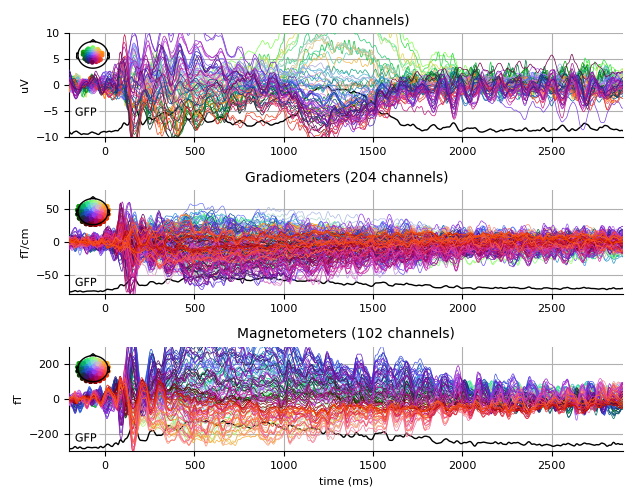 EEG (70 channels)
10
5
0
−5
−10
uV
GFP
0 500 1000 1500 2000 2500
Gradiometers (204 channels)
50
0
−50
fT/cm
GFP
0 500 1000 1500 2000 2500
Magnetometers (102 channels)
200
0
−200
fT
GFP
0 500 1000 1500 2000 2500
time (ms)